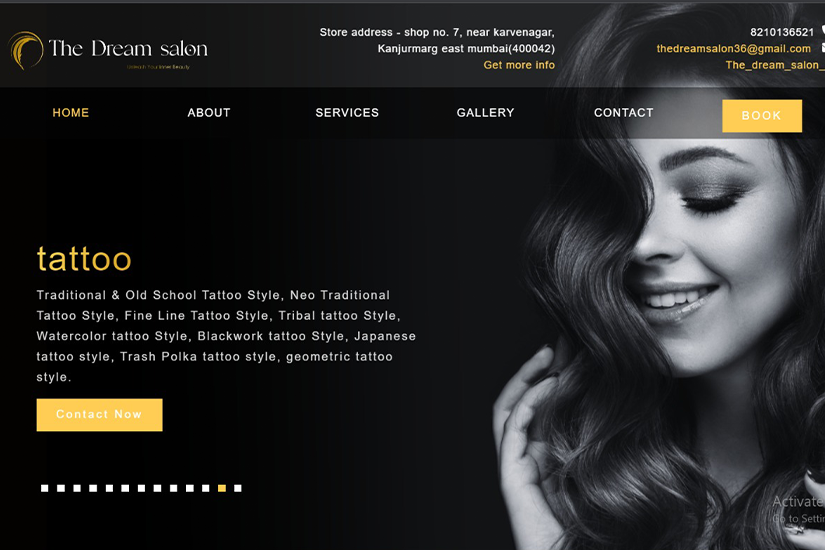 The Dream salon
Unleash Your Inner Beauty
Store address - shop no. 7, near karvenagar,
Kanjurmarg east mumbai(400042)
Get more info
8210136521
thedreamsalon36@gmail.com
The_dream_salon_
HOME ABOUT SERVICES GALLERY CONTACT BOOK
tattoo
Traditional & Old School Tattoo Style, Neo Traditional
Tattoo Style, Fine Line Tattoo Style, Tribal tattoo Style,
Watercolor tattoo Style, Blackwork tattoo Style, Japanese
tattoo style, Trash Polka tattoo style, geometric tattoo
style.
Contact Now
Activate
Go to Settin